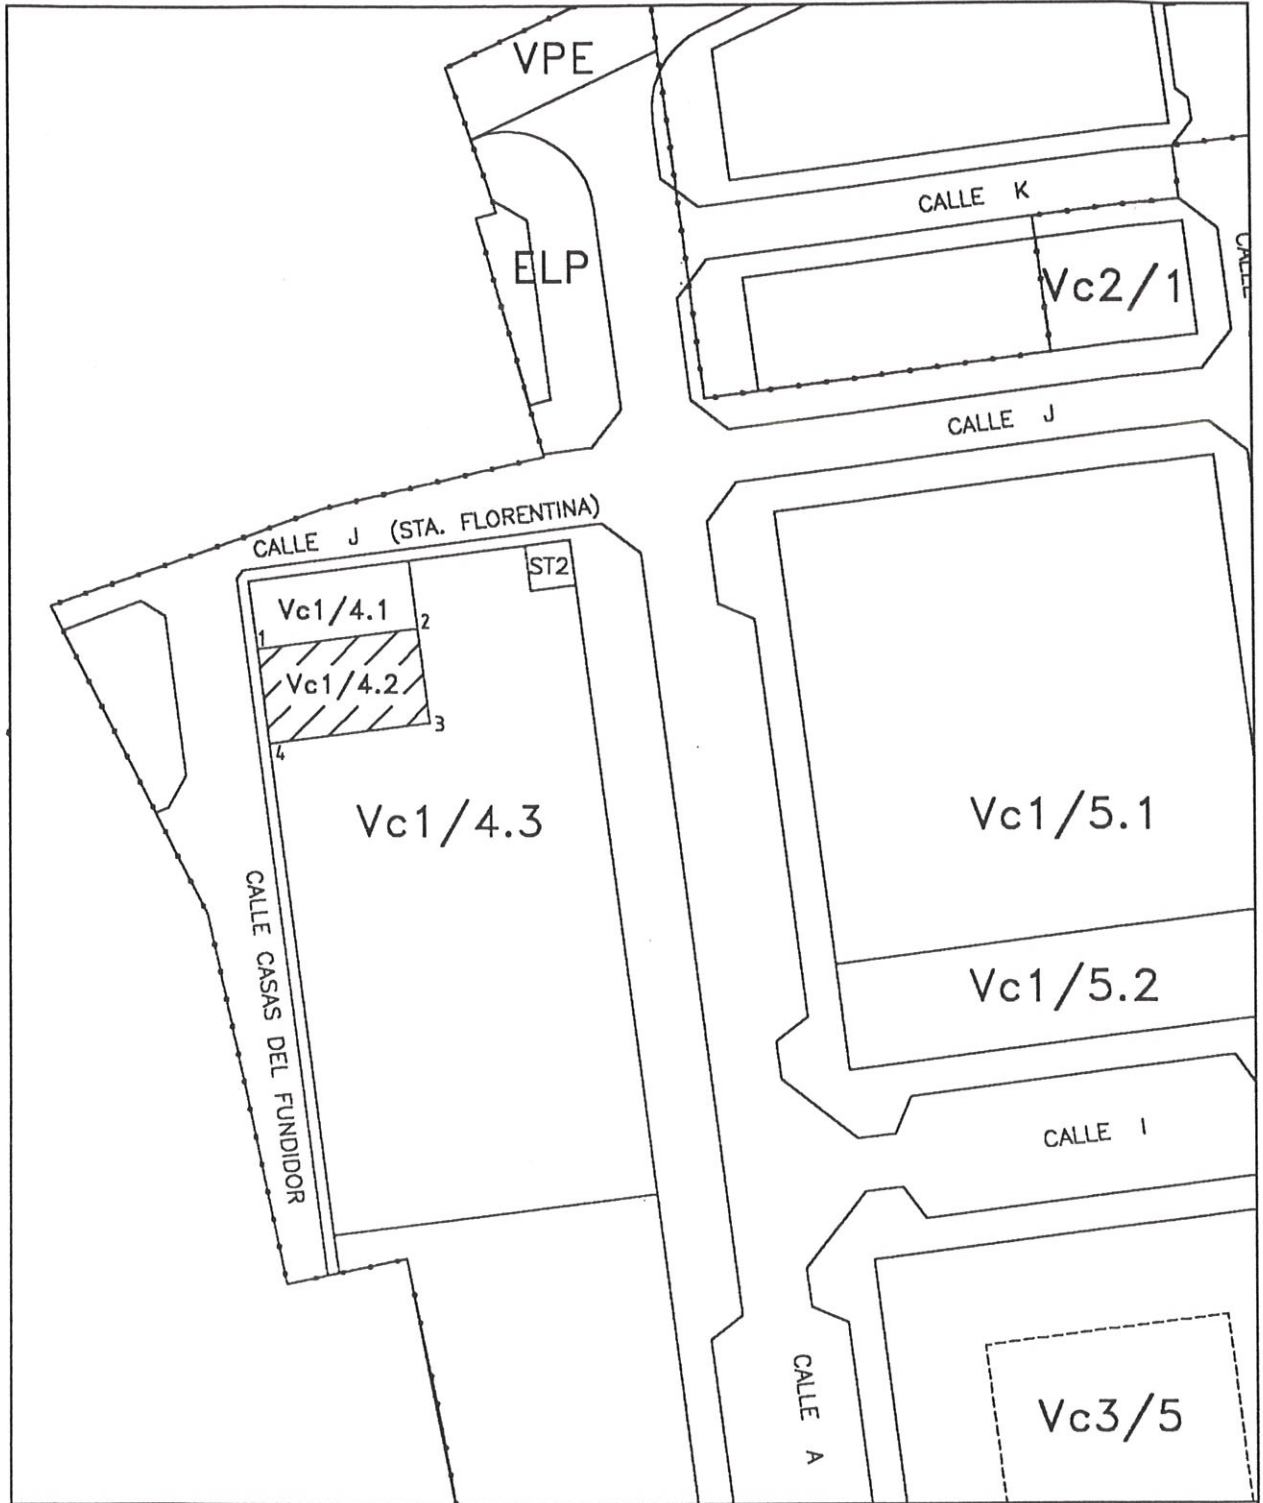 VPE
CALLE K
CALLE
ELP
Vc2/1
CALLE J
CALLE J (STA. FLORENTINA)
ST2
Vc1/4.1
1
2
Vc1/4.2
3
4
Vc1/4.3
Vc1/5.1
CALLE CASAS DEL FUNDIDOR
Vc1/5.2
CALLE I
CALLE A
Vc3/5